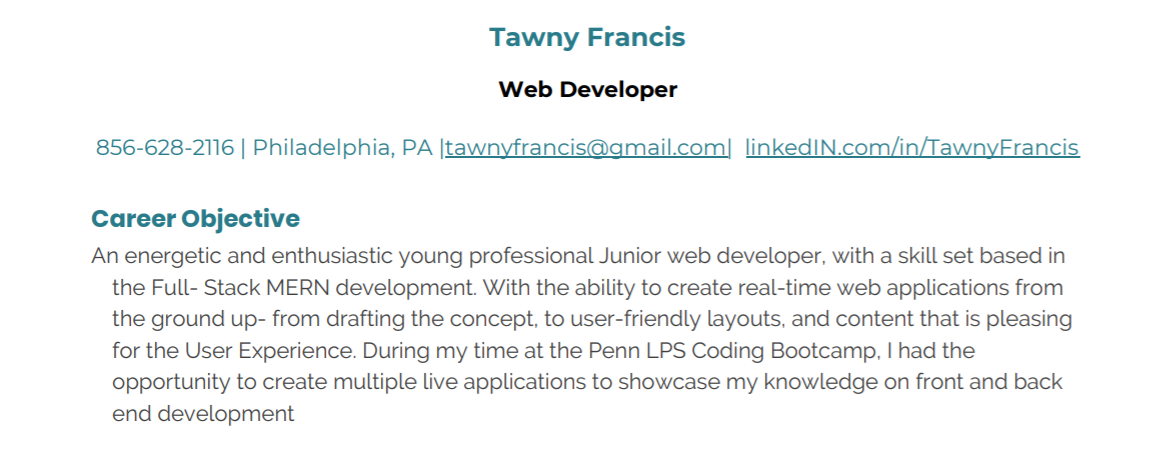 Tawny Francis
Web Developer
856-628-2116 | Philadelphia, PA |tawnyfrancis@gmail.com| linkedIN.com/in/TawnyFrancis
Career Objective
An energetic and enthusiastic young professional Junior web developer, with a skill set based in
the Full- Stack MERN development. With the ability to create real-time web applications from
the ground up- from drafting the concept, to user-friendly layouts, and content that is pleasing
for the User Experience. During my time at the Penn LPS Coding Bootcamp, I had the
opportunity to create multiple live applications to showcase my knowledge on front and back
end development